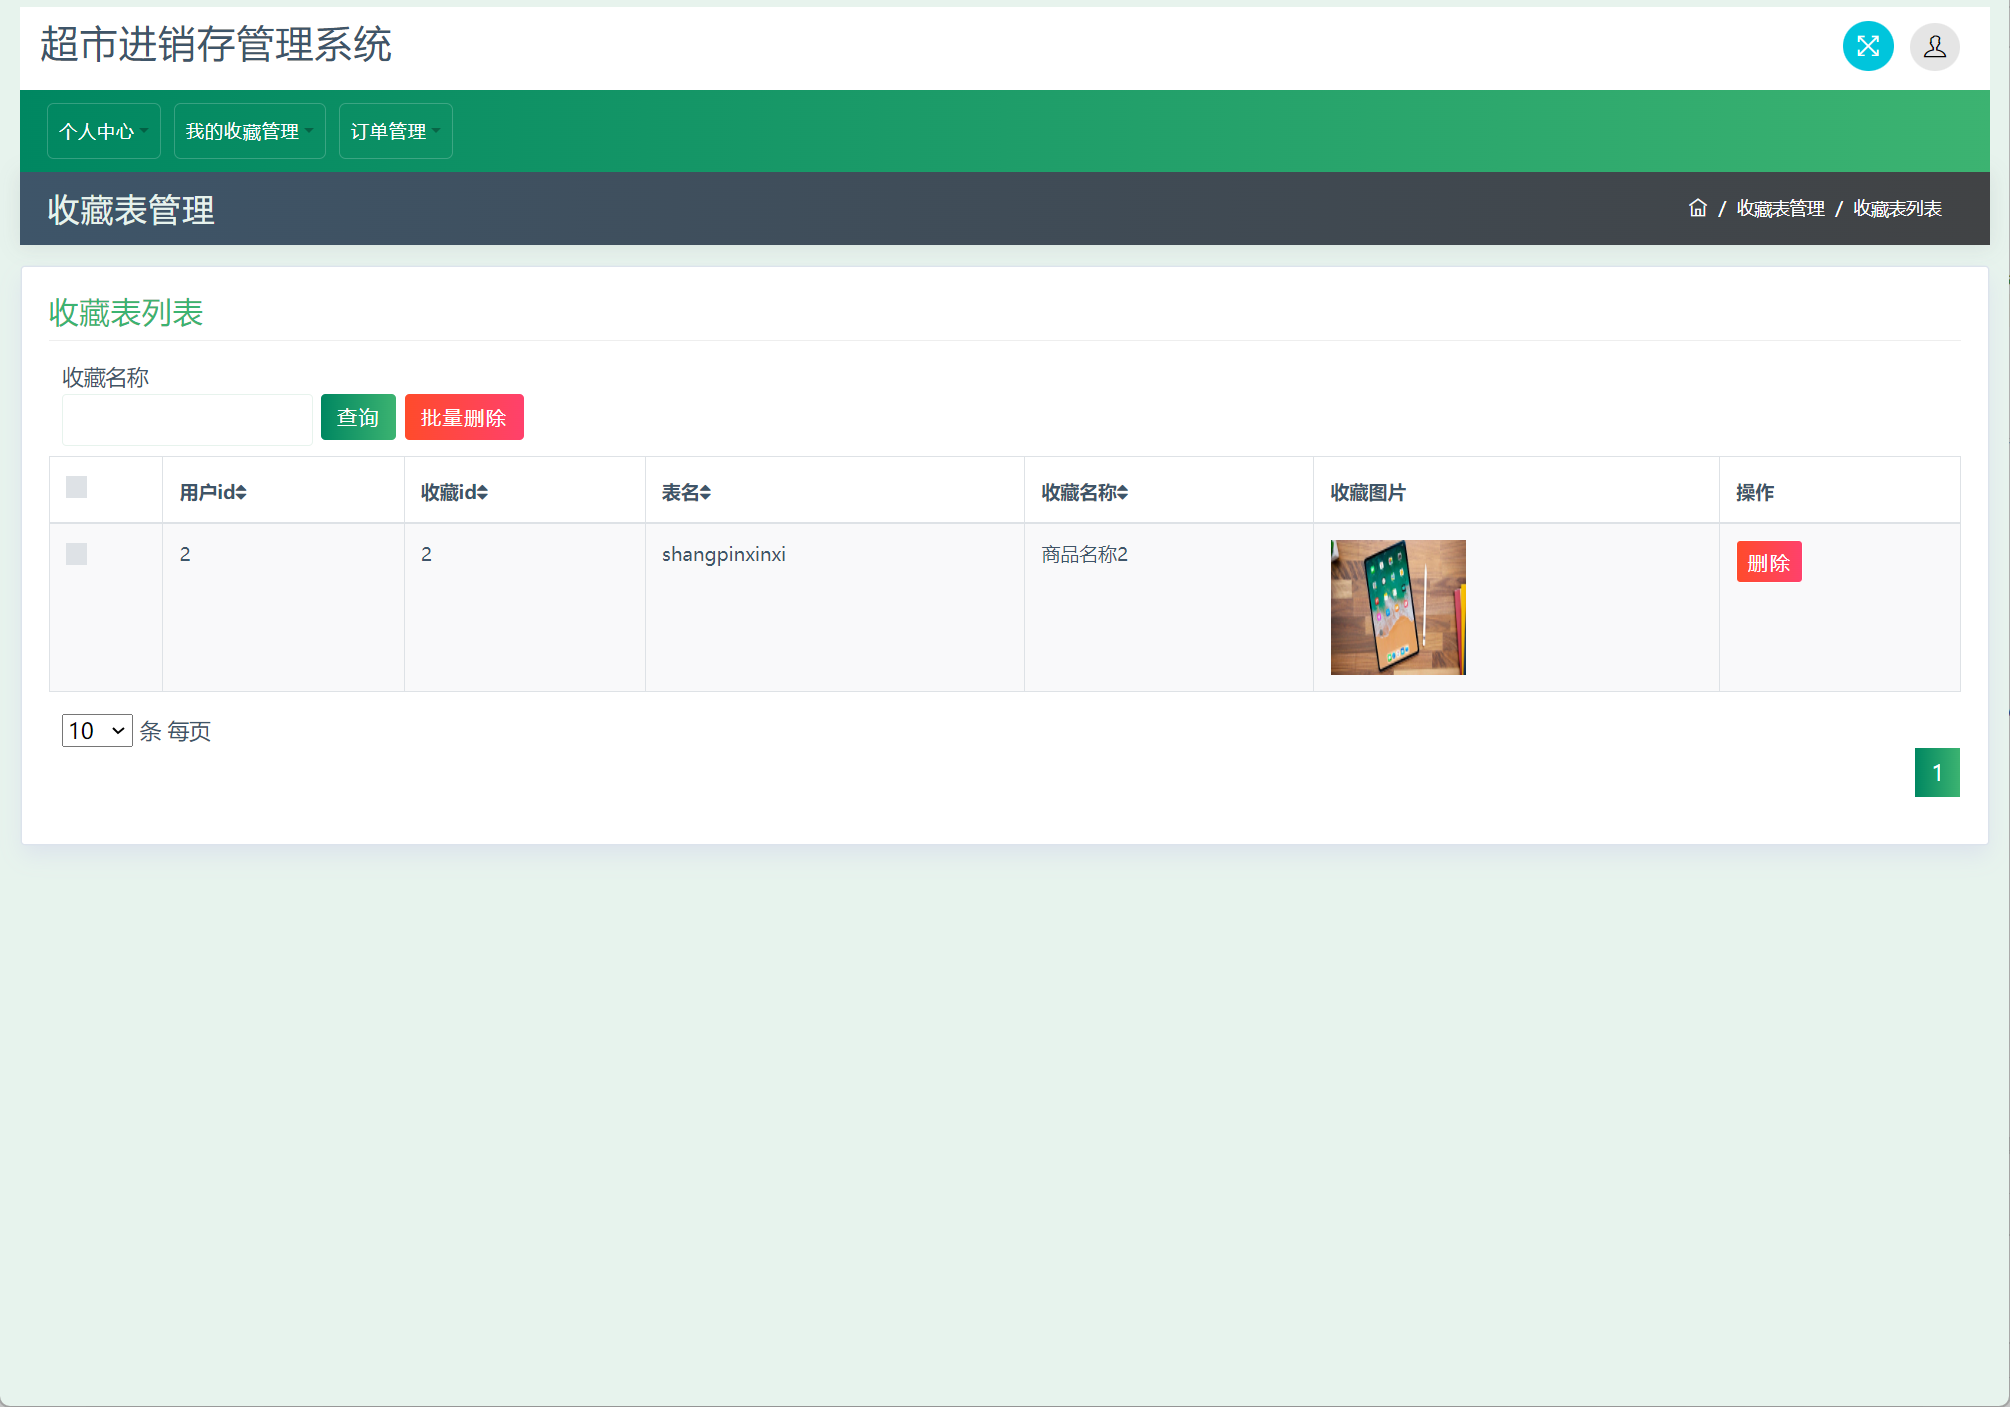 超市进销存管理系统
个人中心 我的收藏管理 订单管理
收藏表管理 / 收藏表管理 / 收藏表列表
收藏表列表
收藏名称
查询 批量删除
用户id 收藏id 表名 收藏名称 收藏图片 操作
2 2 shangpinxinxi 商品名称2 删除
10 条 每页
1